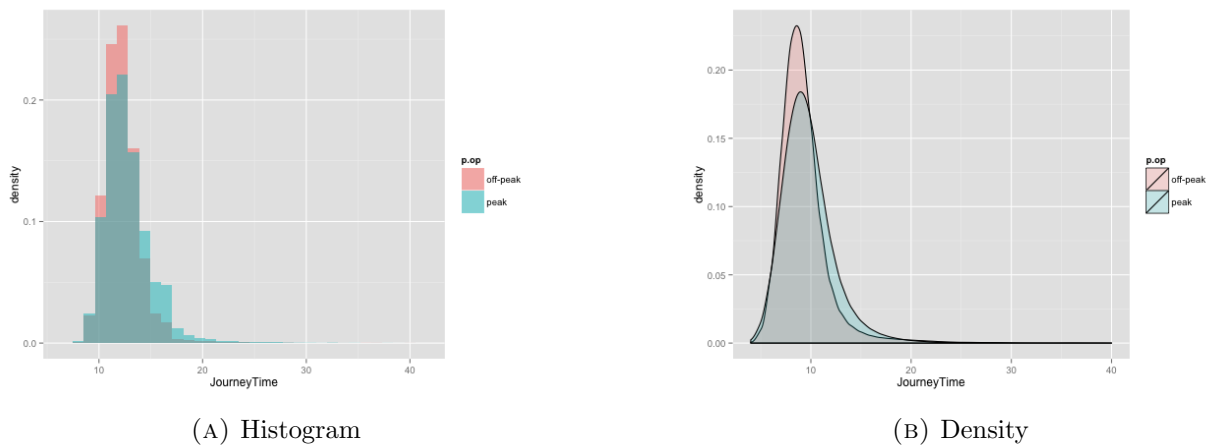 0.2
0.1
0.0
density
10
20
30
40
JourneyTime
p.op
off-peak
peak
(A) Histogram
0.20
0.15
0.10
0.05
0.00
density
10
20
30
40
JourneyTime
p.op
off-peak
peak
(B) Density